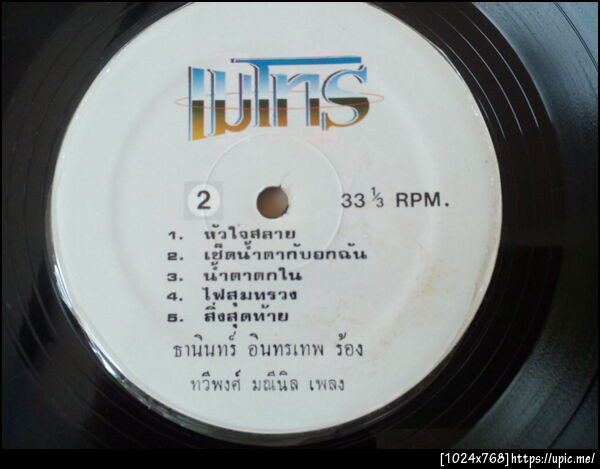 แม่ไทร์
2 33 ⅓ RPM.
1. หัวใจสลาย
2. เช็ดน้ำตากับอกฉัน
3. น้ำตาตกใน
4. ไฟสุมทรวง
5. สิ่งสุดท้าย
ธานินทร์ อินทรเทพ ร้อง
ทวีพงศ์ มณีนิล เพลง
[1024x768]https://upic.me/